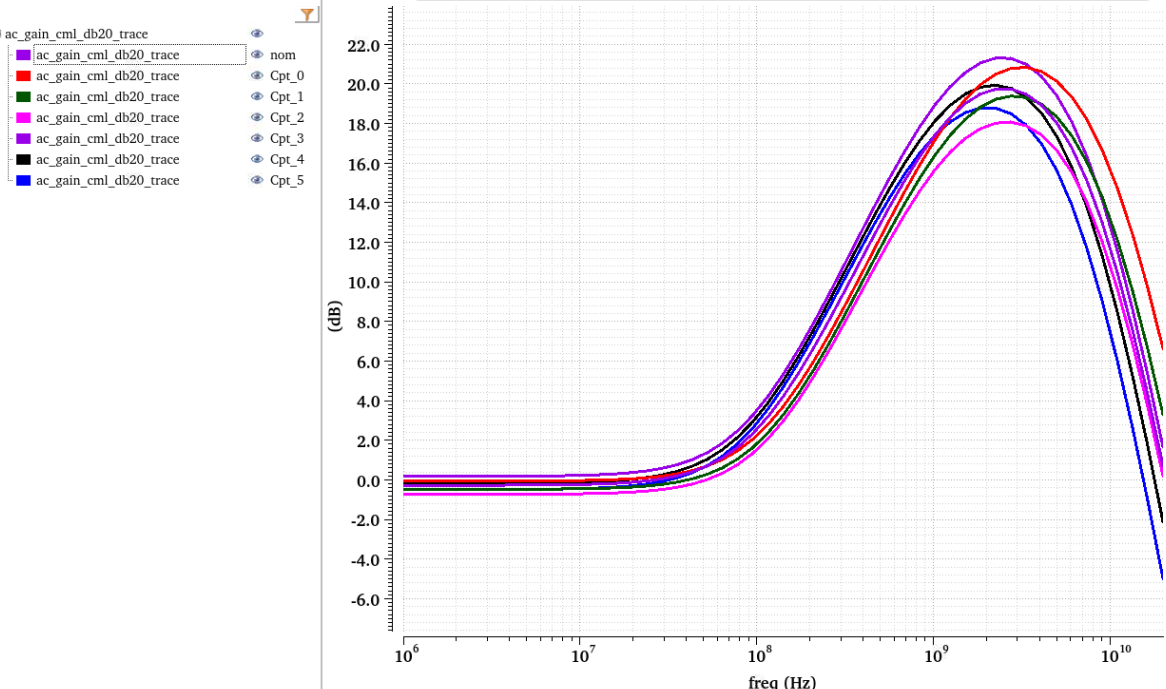 ac_gain_cml_db20_trace
ac_gain_cml_db20_trace nom
ac_gain_cml_db20_trace Cpt_0
ac_gain_cml_db20_trace Cpt_1
ac_gain_cml_db20_trace Cpt_2
ac_gain_cml_db20_trace Cpt_3
ac_gain_cml_db20_trace Cpt_4
ac_gain_cml_db20_trace Cpt_5
(dB)
22.0
20.0
18.0
16.0
14.0
12.0
10.0
8.0
6.0
4.0
2.0
0.0
-2.0
-4.0
-6.0
10⁶ 10⁷ 10⁸ 10⁹ 10¹⁰
freq (Hz)